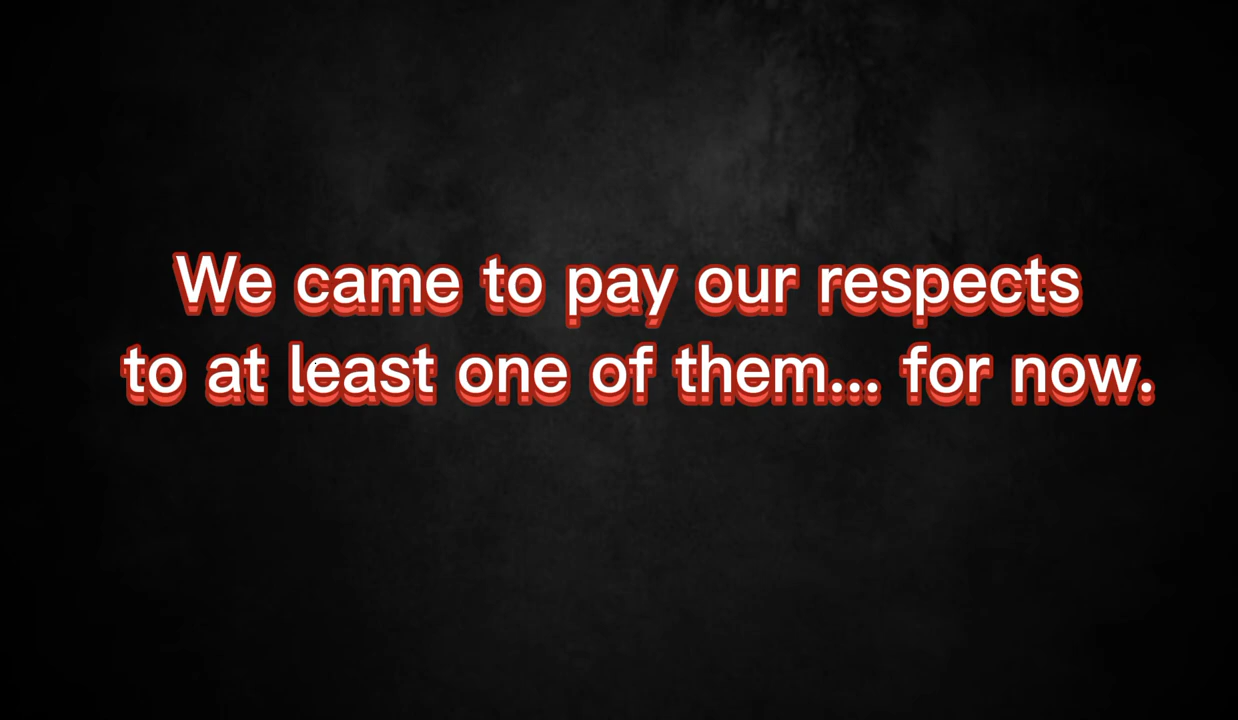 We came to pay our respects
to at least one of them... for now.